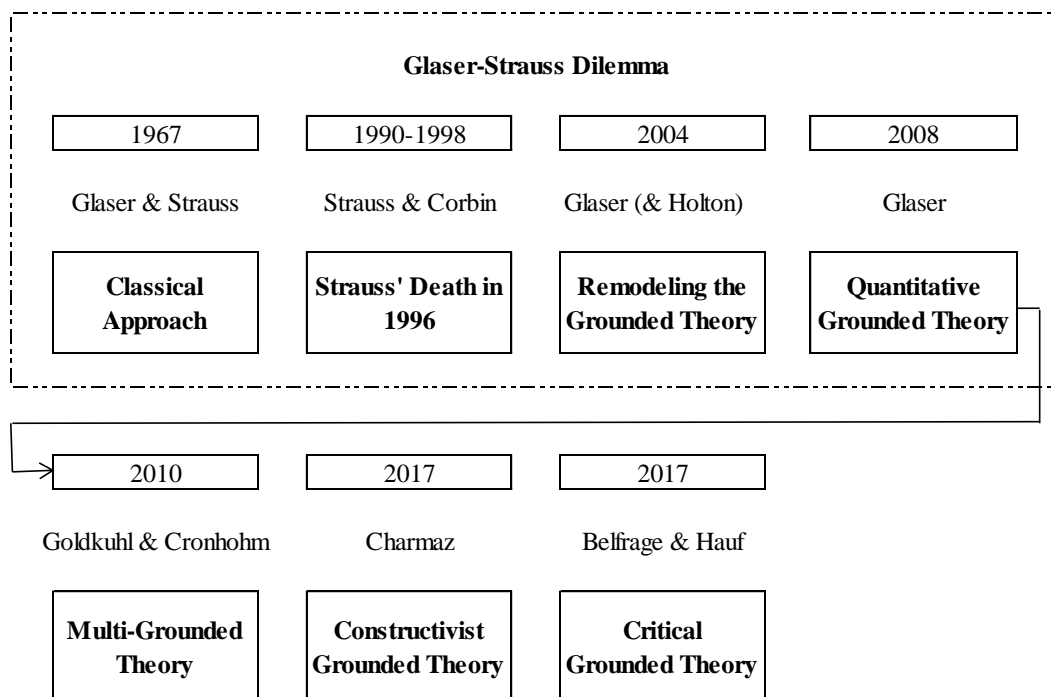 Glaser-Strauss Dilemma
1967
1990-1998
2004
2008
Glaser & Strauss
Strauss & Corbin
Glaser (& Holton)
Glaser
Classical
Approach
Strauss' Death in
1996
Remodeling the
Grounded Theory
Quantitative
Grounded Theory
2010
2017
2017
Goldkuhl & Cronhohm
Charmaz
Belfrage & Hauf
Multi-Grounded
Theory
Constructivist
Grounded Theory
Critical
Grounded Theory